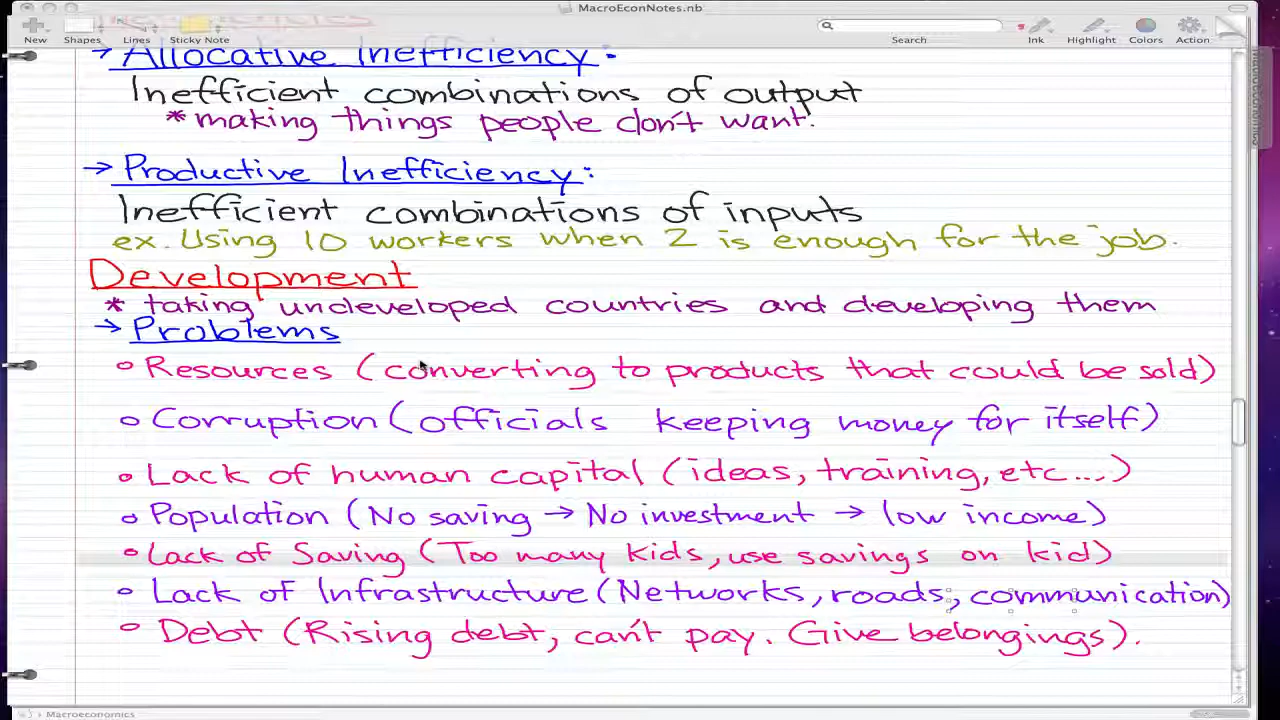 MacroEconNotes.nb
New Shapes Lines Sticky Note Search Ink Highlight Colors Action
→ Allocative Inefficiency:
Inefficient combinations of output
* making things people don't want.
→ Productive Inefficiency:
Inefficient combinations of inputs
ex. Using 10 workers when 2 is enough for the job.
Development
* taking undeveloped countries and developing them
→ Problems
• Resources (converting to products that could be sold)
• Corruption (officials keeping money for itself)
• Lack of human capital (ideas, training, etc....)
• Population (No saving → No investment → low income)
• Lack of Saving (Too many kids, use savings on kid)
• Lack of Infrastructure (Networks, roads, communication)
• Debt (Rising debt, can't pay. Give belongings).
Macroeconomics